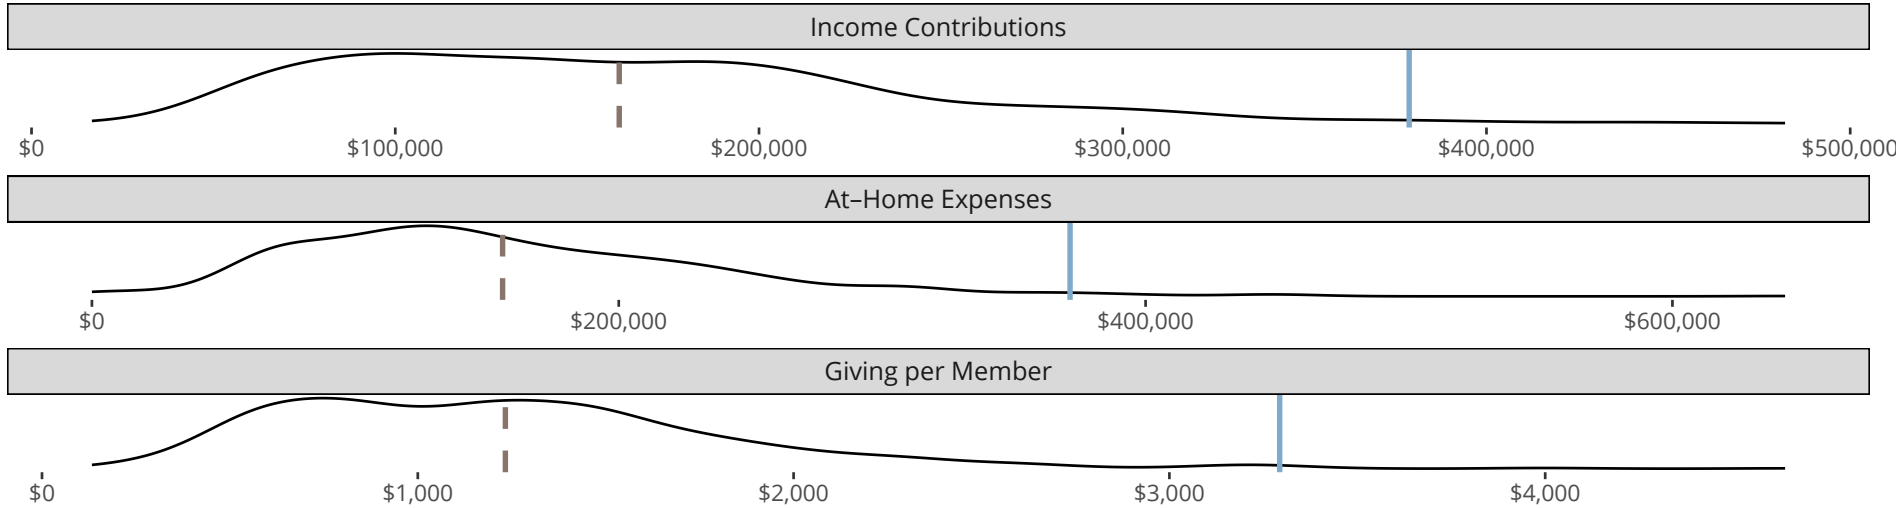 Income Contributions
$0 $100,000 $200,000 $300,000 $400,000 $500,000
At–Home Expenses
$0 $200,000 $400,000 $600,000
Giving per Member
$0 $1,000 $2,000 $3,000 $4,000